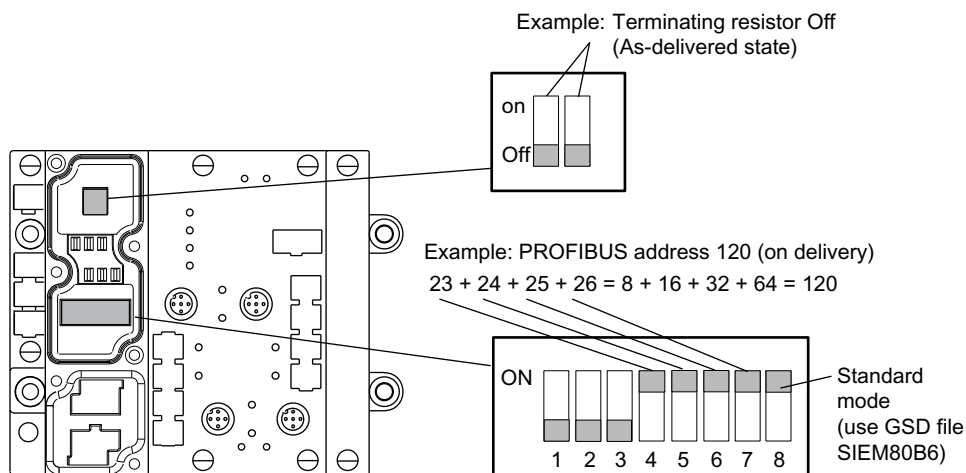 Example: Terminating resistor Off
(As-delivered state)
on
Off
Example: PROFIBUS address 120 (on delivery)
23 + 24 + 25 + 26 = 8 + 16 + 32 + 64 = 120
ON
1 2 3 4 5 6 7 8
Standard
mode
(use GSD file
SIEM80B6)